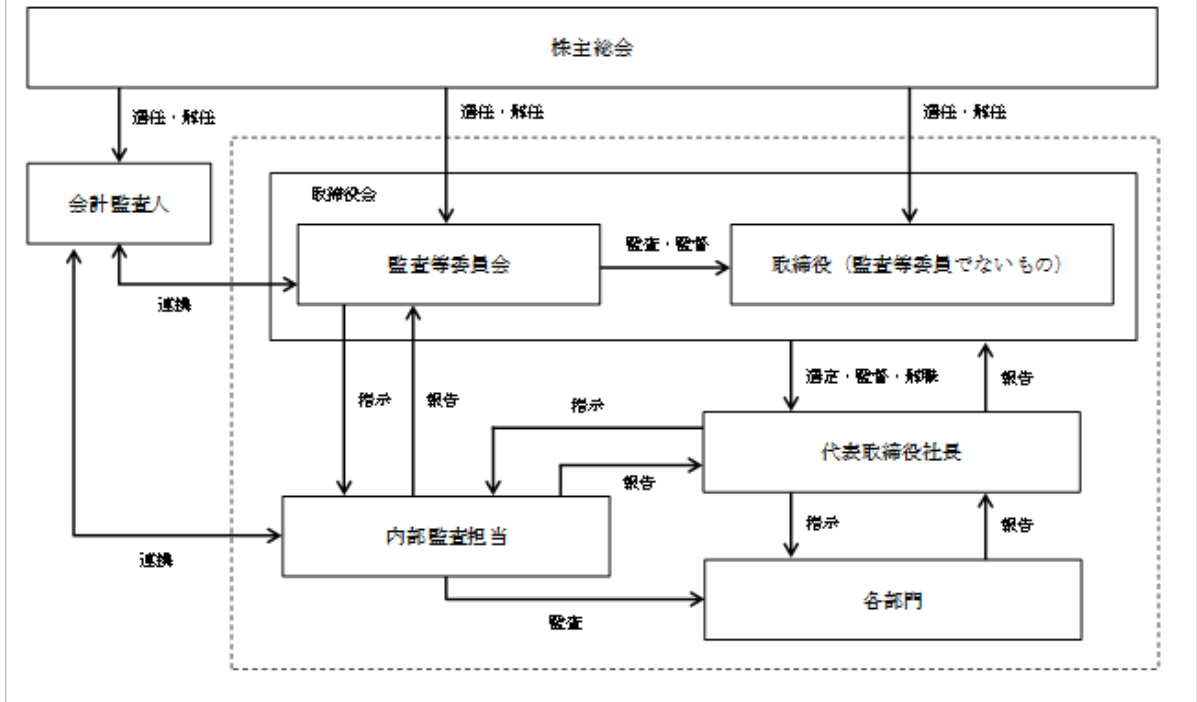 株主総会
選任・解任
選任・解任
選任・解任
会計監査人
取締役会
監査等委員会
監査・監督
取締役（監査等委員でないもの）
連携
選定・監督・解職
報告
指示
報告
指示
代表取締役社長
報告
内部監査担当
指示
報告
連携
各部門
監査